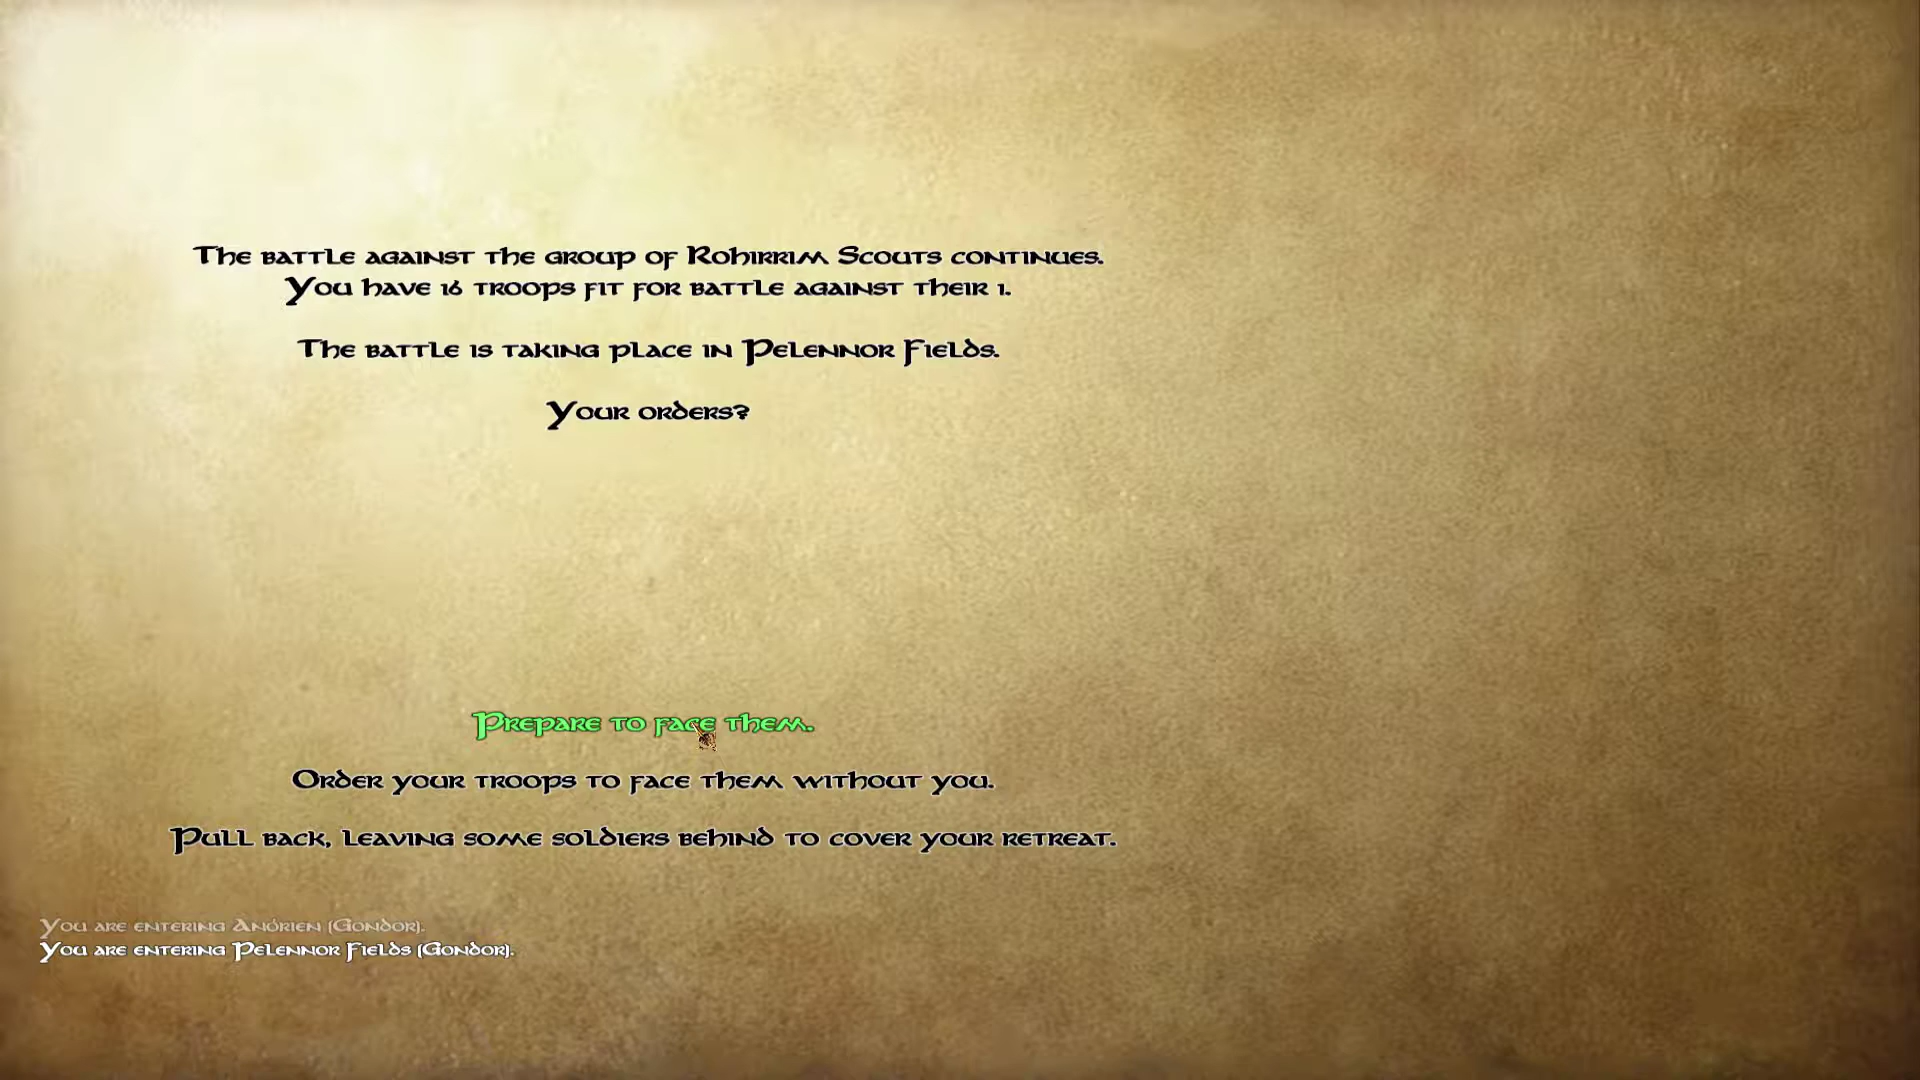 The battle against the group of Rohirrim Scouts continues.
You have 16 troops fit for battle against their 1.
The battle is taking place in Pelennor Fields.
Your orders?
Prepare to face them.
Order your troops to face them without you.
Pull back, leaving some soldiers behind to cover your retreat.
You are entering Anórien (Gondor).
You are entering Pelennor Fields (Gondor).